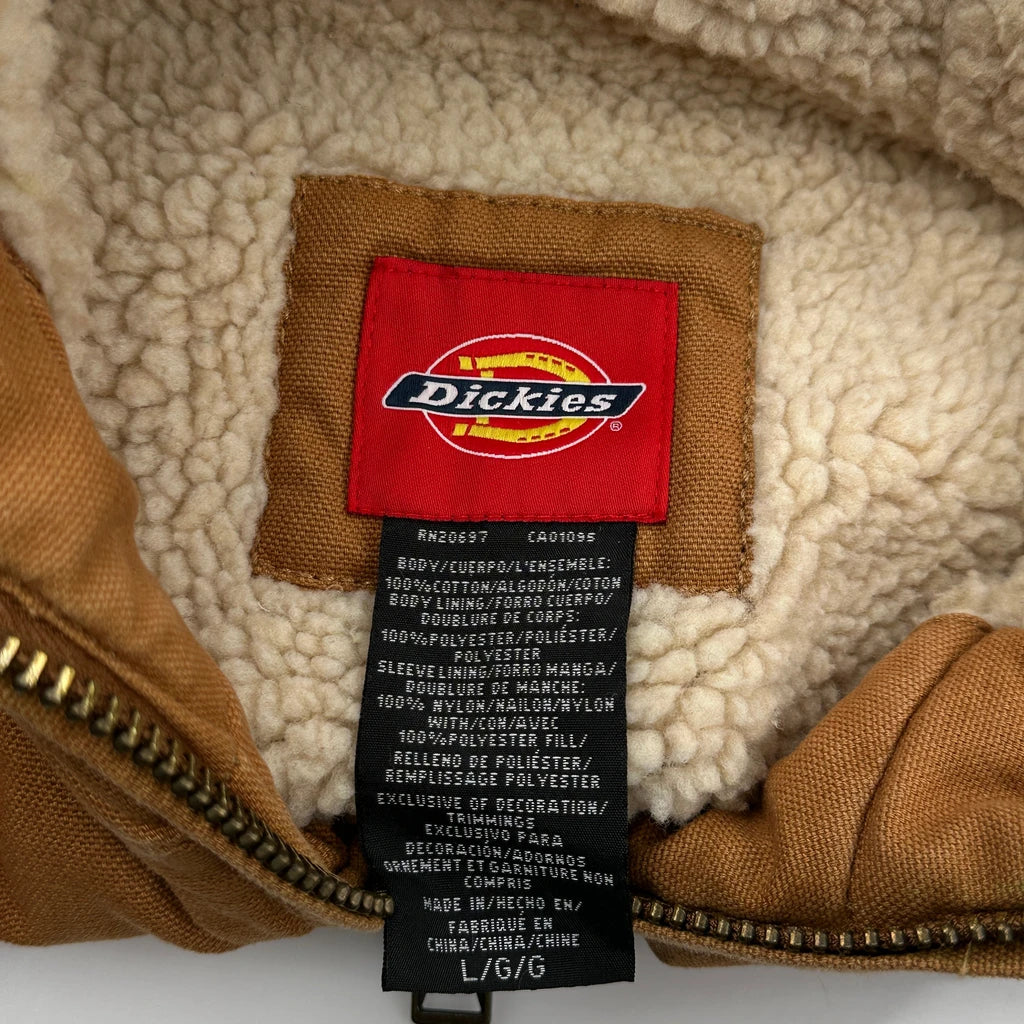 Dickies
®
RN20697 CA01095
BODY/CUERPO/L'ENSEMBLE:
100%COTTON/ALGODÓN/COTON
BODY LINING/FORRO CUERPO/
DOUBLURE DE CORPS:
100%POLYESTER/POLIÉSTER/
POLYESTER
SLEEVE LINING/FORRO MANGA/
DOUBLURE DE MANCHE:
100% NYLON/NAILON/NYLON
WITH/CON/AVEC
100%POLYESTER FILL/
RELLENO DE POLIÉSTER/
REMPLISSAGE POLYESTER
EXCLUSIVE OF DECORATION/
TRIMMINGS
EXCLUSIVO PARA
DECORACIÓN/ADORNOS
ORNEMENT ET GARNITURE NON
COMPRIS
MADE IN/HECHO EN/
FABRIQUÉ EN
CHINA/CHINA/CHINE
L/G/G